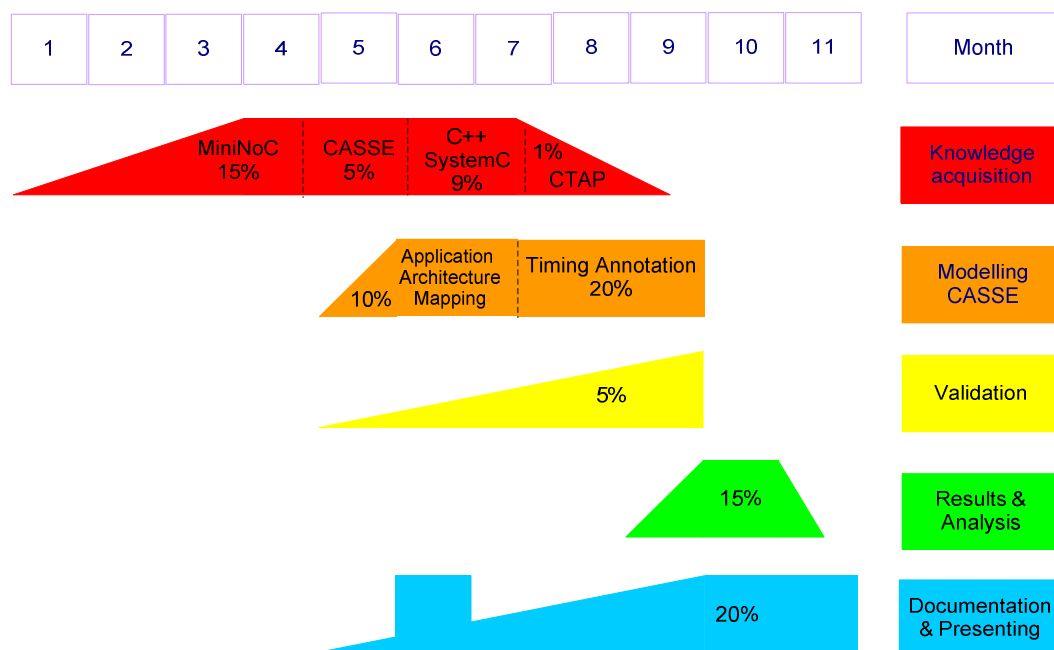 1 2 3 4 5 6 7 8 9 10 11 Month
MiniNoC
15%
CASSE
5%
C++
SystemC
9%
1%
CTAP
Knowledge
acquisition
10%
Application
Architecture
Mapping
Timing Annotation
20%
Modelling
CASSE
5%
Validation
15%
Results &
Analysis
20%
Documentation
& Presenting